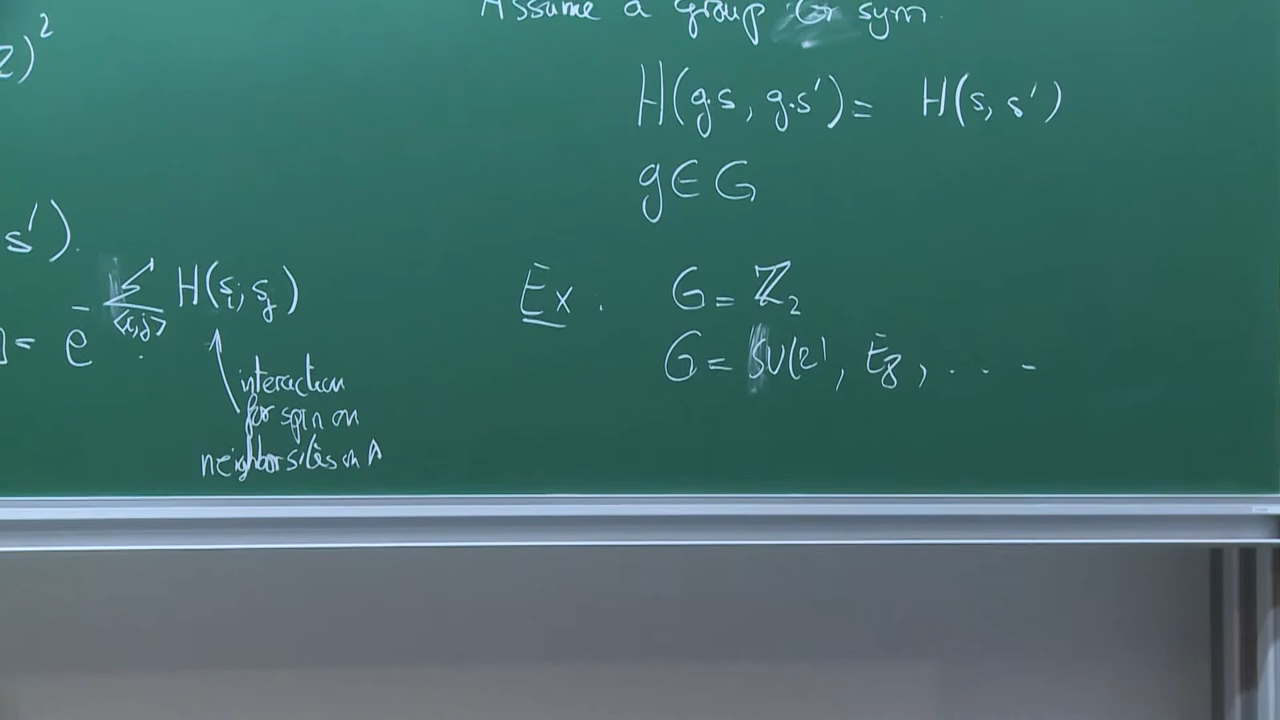 Assume a group G sym.
H(g.s, g.s') = H(s, s')
g ∈ G
Ex : G = ℤ₂
G = SU(2), E₈, ....
)²
s').
= e^{-∑_{<i,j>} H(s_i, s_j)}
interaction
for spin on
neighbor sites on Λ